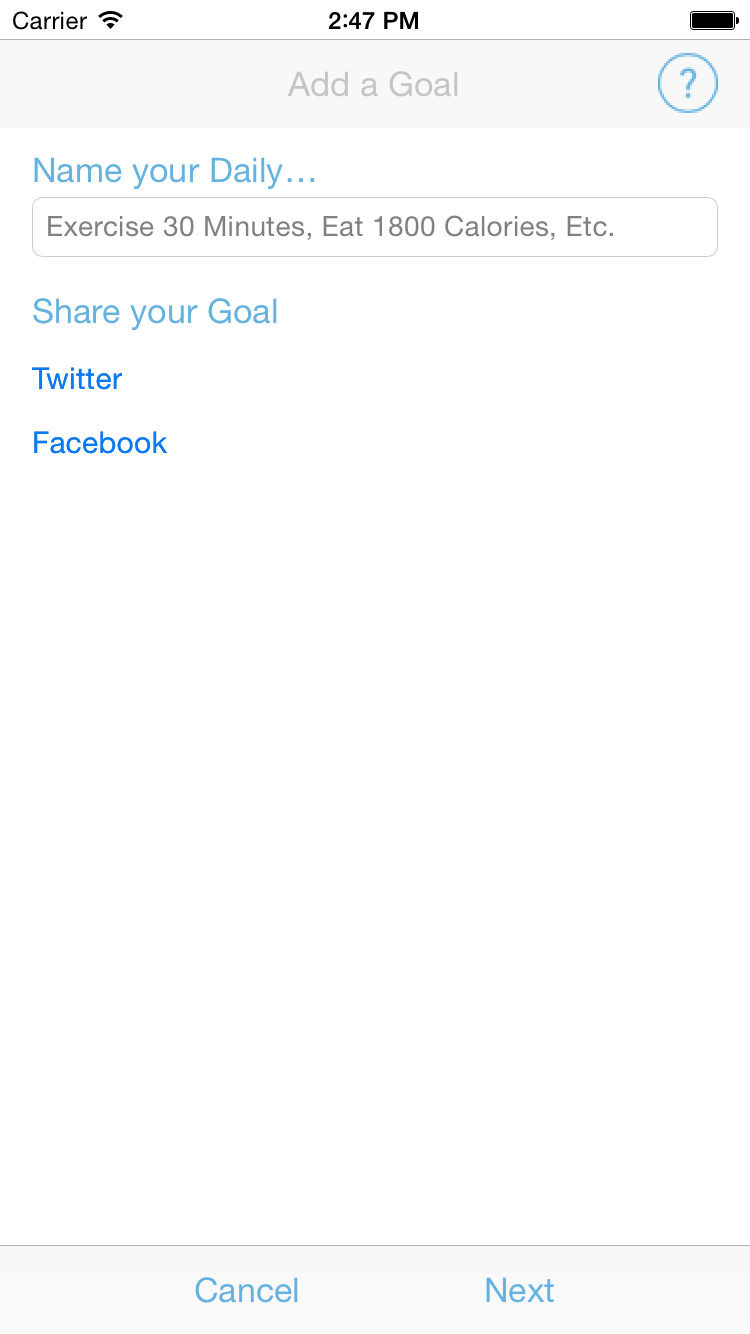 Carrier 2:47 PM
Add a Goal ?
Name your Daily…
Exercise 30 Minutes, Eat 1800 Calories, Etc.
Share your Goal
Twitter
Facebook
Cancel Next